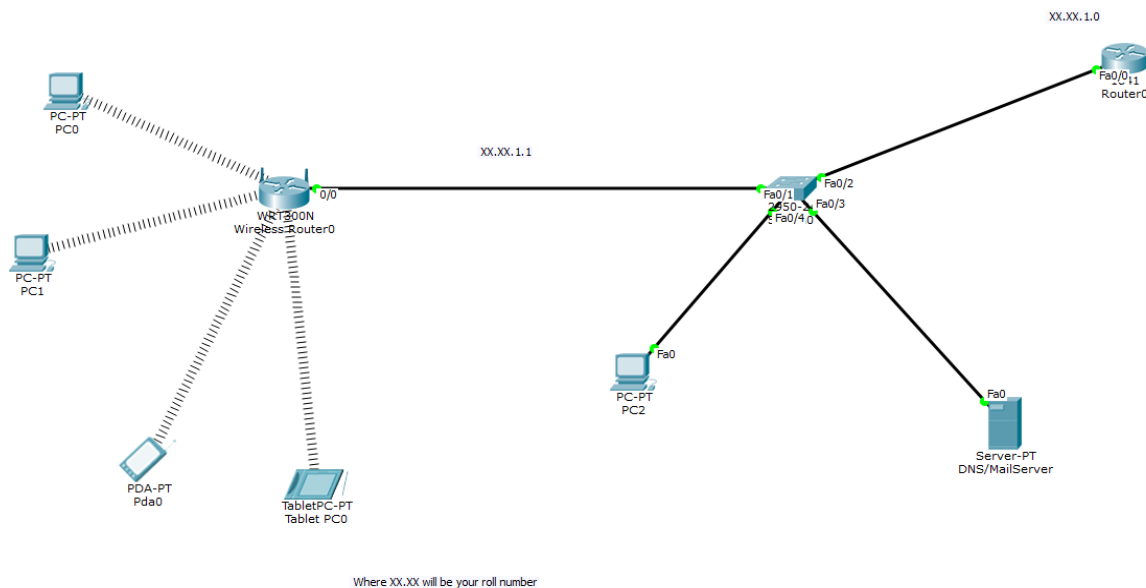 XX.XX.1.0
Fa0/0
Router0
PC-PT
PC0
XX.XX.1.1
0/0
WRT300N
Wireless Router0
Fa0/1
Fa0/2
Fa0/3
Fa0/4
PC-PT
PC1
Fa0
PC-PT
PC2
Fa0
Server-PT
DNS/MailServer
PDA-PT
Pda0
TabletPC-PT
Tablet PC0
Where XX.XX will be your roll number